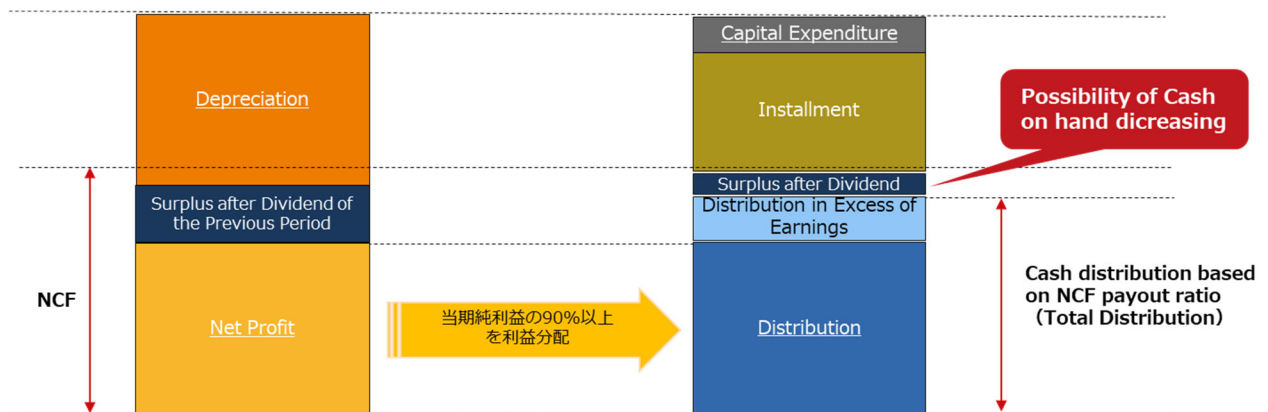 Capital Expenditure
Depreciation
Installment
Possibility of Cash
on hand dicreasing
Surplus after Dividend of
the Previous Period
Surplus after Dividend
Distribution in Excess of
Earnings
NCF
Net Profit
当期純利益の90%以上
を利益分配
Distribution
Cash distribution based
on NCF payout ratio
（Total Distribution）